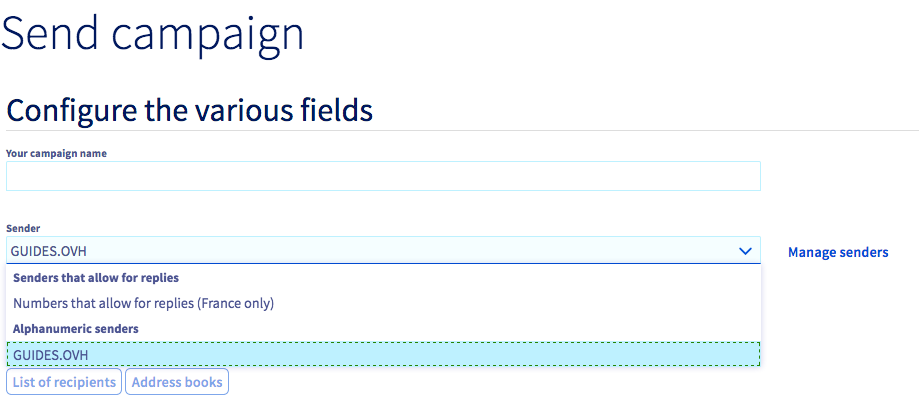 Send campaign
Configure the various fields
Your campaign name
Sender
GUIDES.OVH
Manage senders
Senders that allow for replies
Numbers that allow for replies (France only)
Alphanumeric senders
GUIDES.OVH
List of recipients Address books